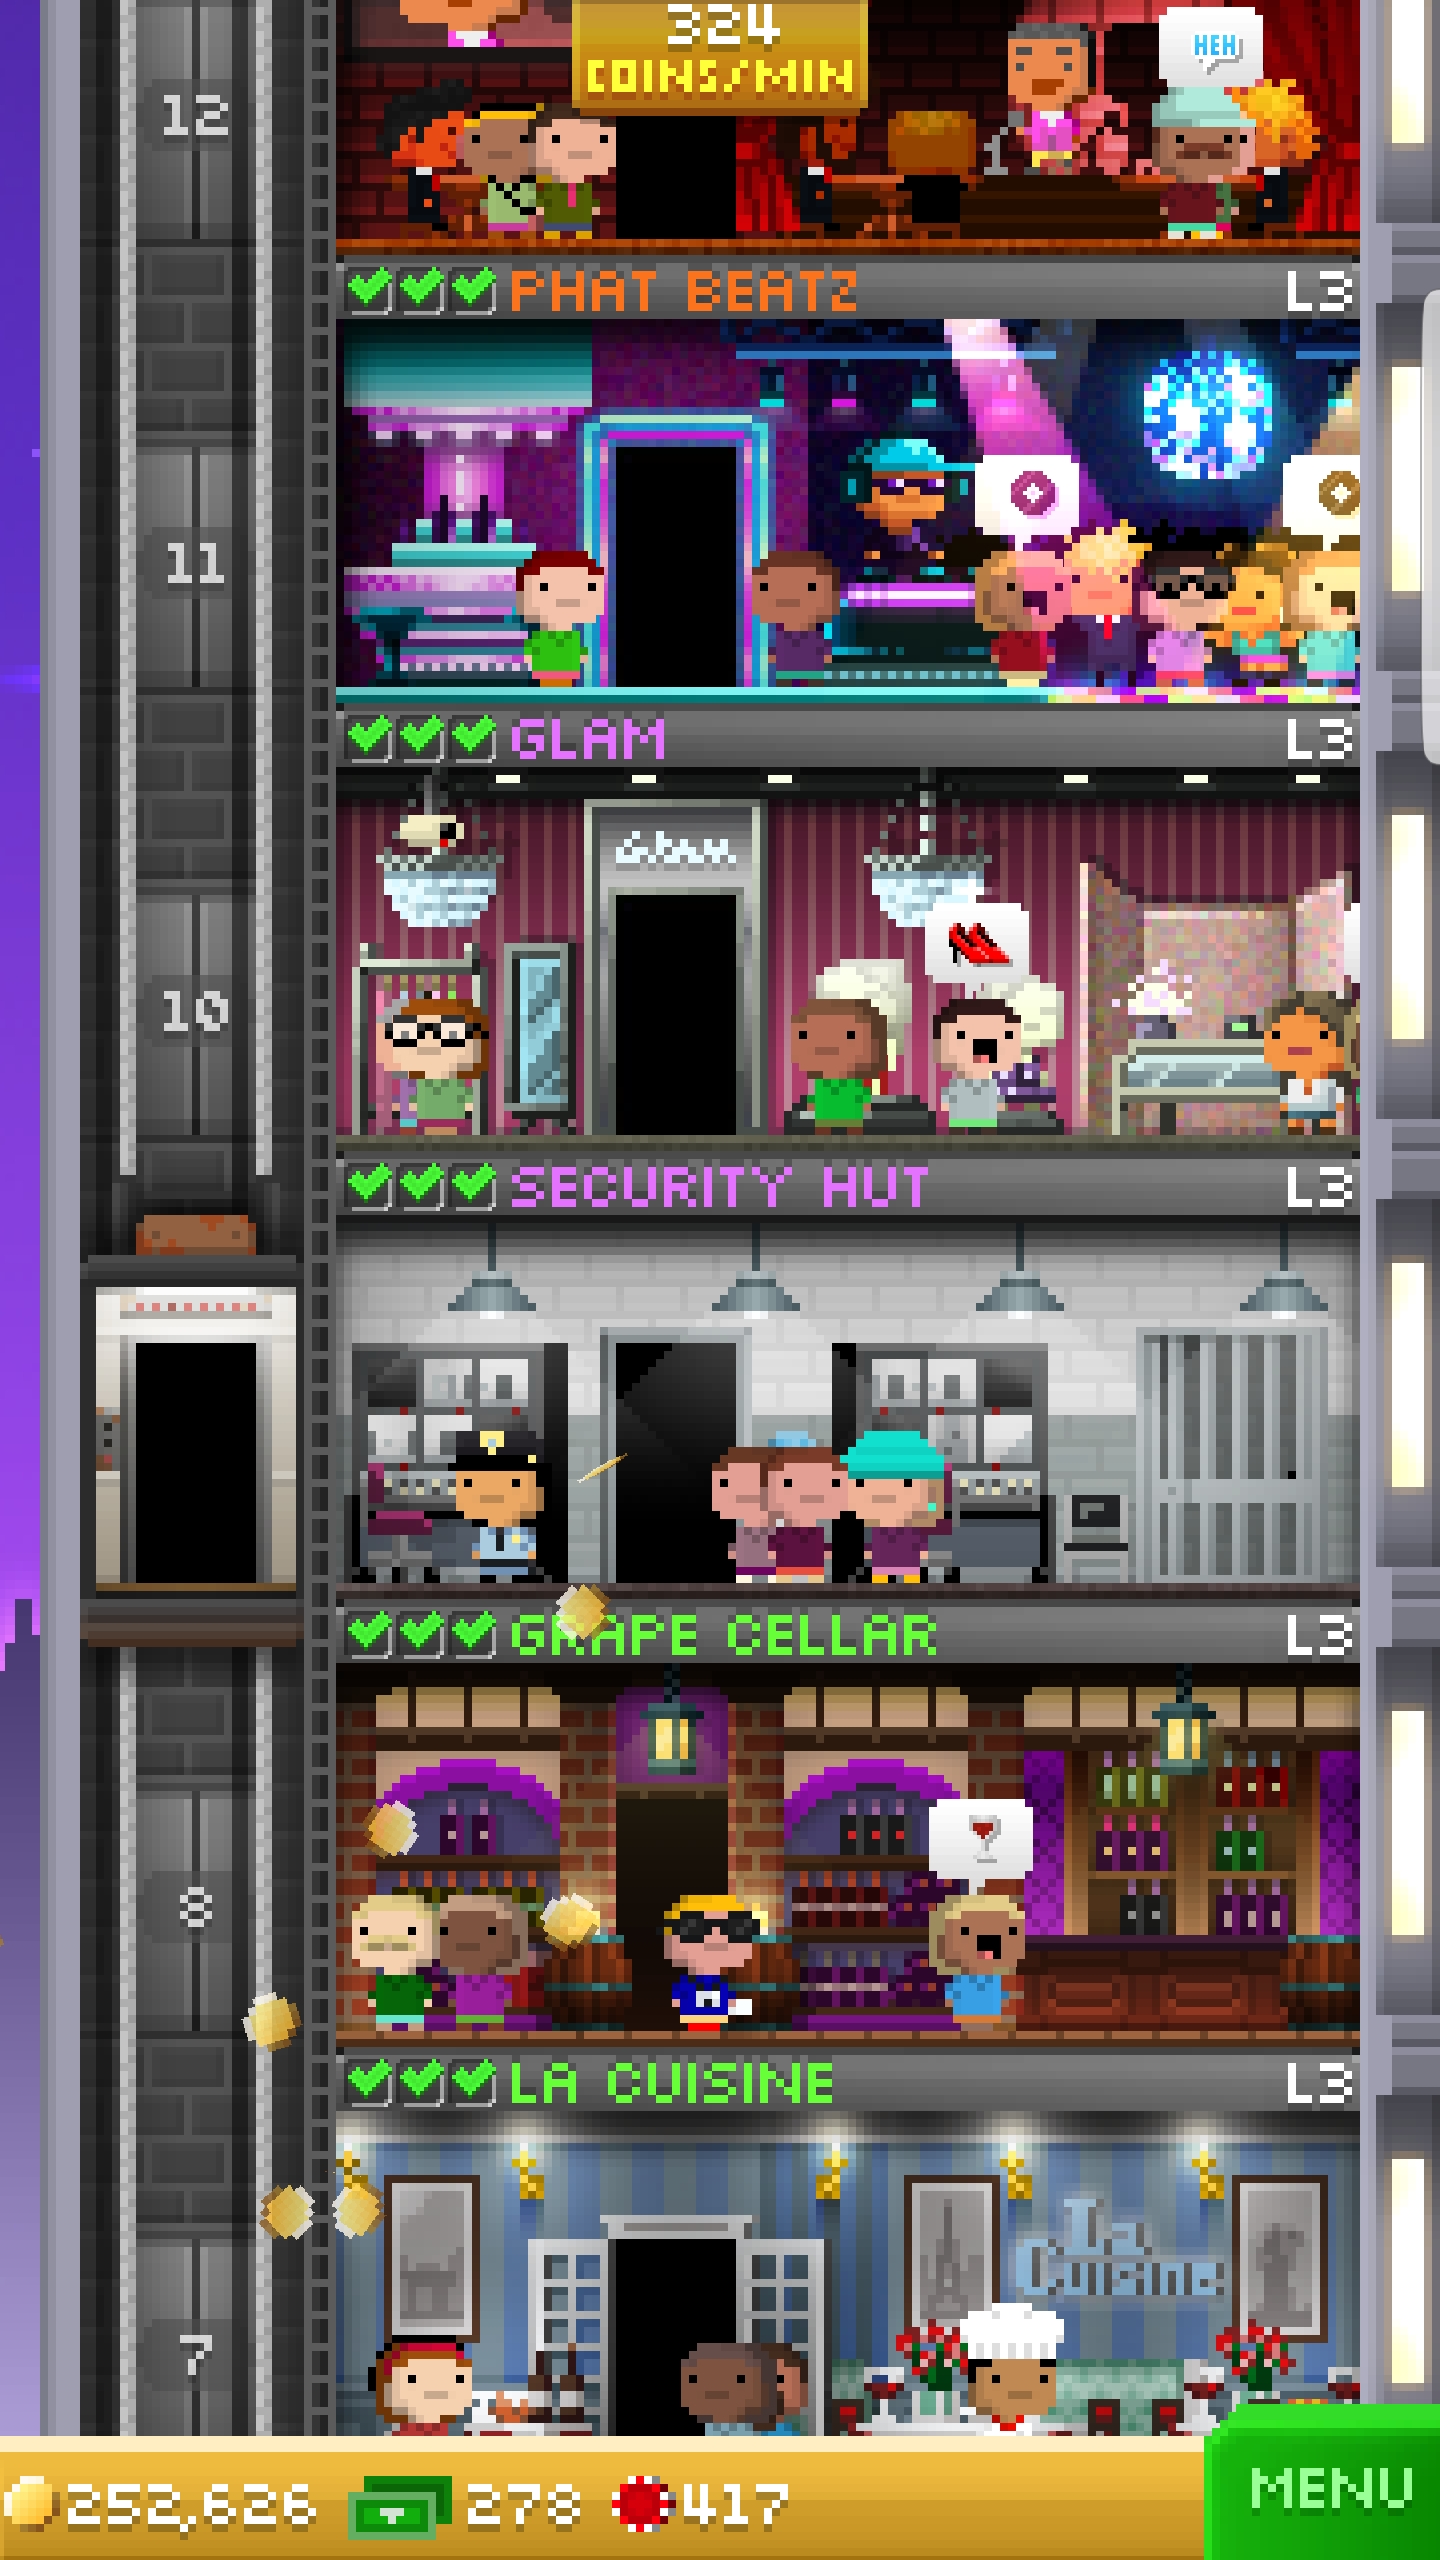 324
COINS/MIN
HEH
12
PHAT BEATZ
L3
11
GLAM
L3
Glam
10
SECURITY HUT
L3
GRAPE CELLAR
L3
8
LA CUISINE
L3
La
Cuisine
7
252,626
278
417
MENU